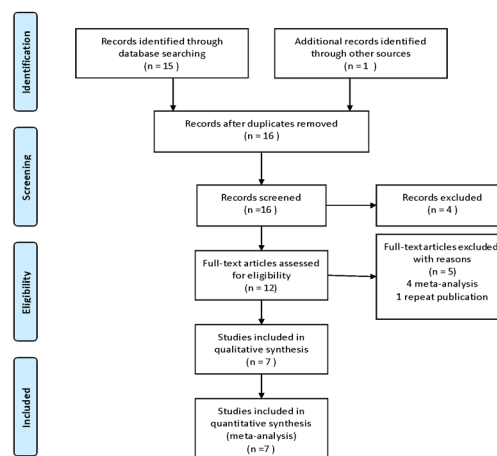 Identification
Records identified through
database searching
(n = 15 )
Additional records identified
through other sources
(n = 1 )
Records after duplicates removed
(n = 16 )
Screening
Records screened
(n =16 )
Records excluded
(n = 4 )
Eligibility
Full-text articles assessed
for eligibility
(n = 12)
Full-text articles excluded
with reasons
(n = 5)
4 meta-analysis
1 repeat publication
Studies included in
qualitative synthesis
(n = 7 )
Included
Studies included in
quantitative synthesis
(meta-analysis)
(n =7 )